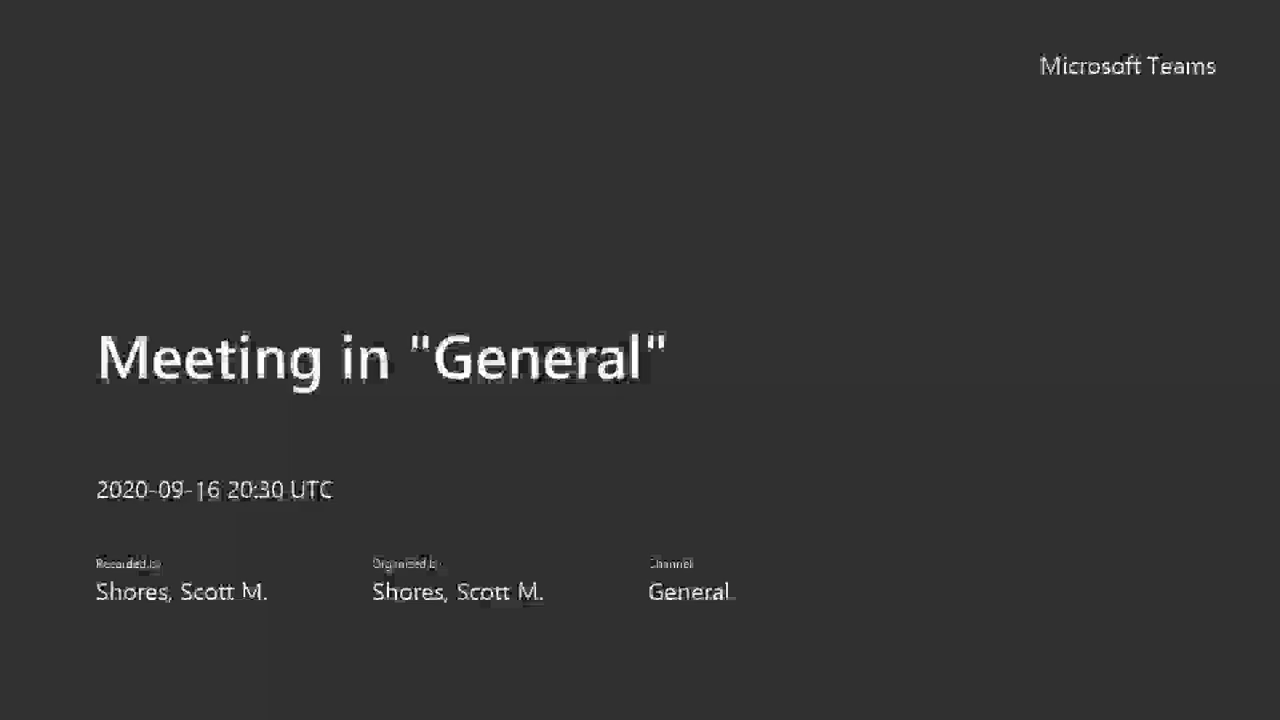 Microsoft Teams
Meeting in "General"
2020-09-16 20:30 UTC
Recorded by Organized by Channel
Shores, Scott M. Shores, Scott M. General